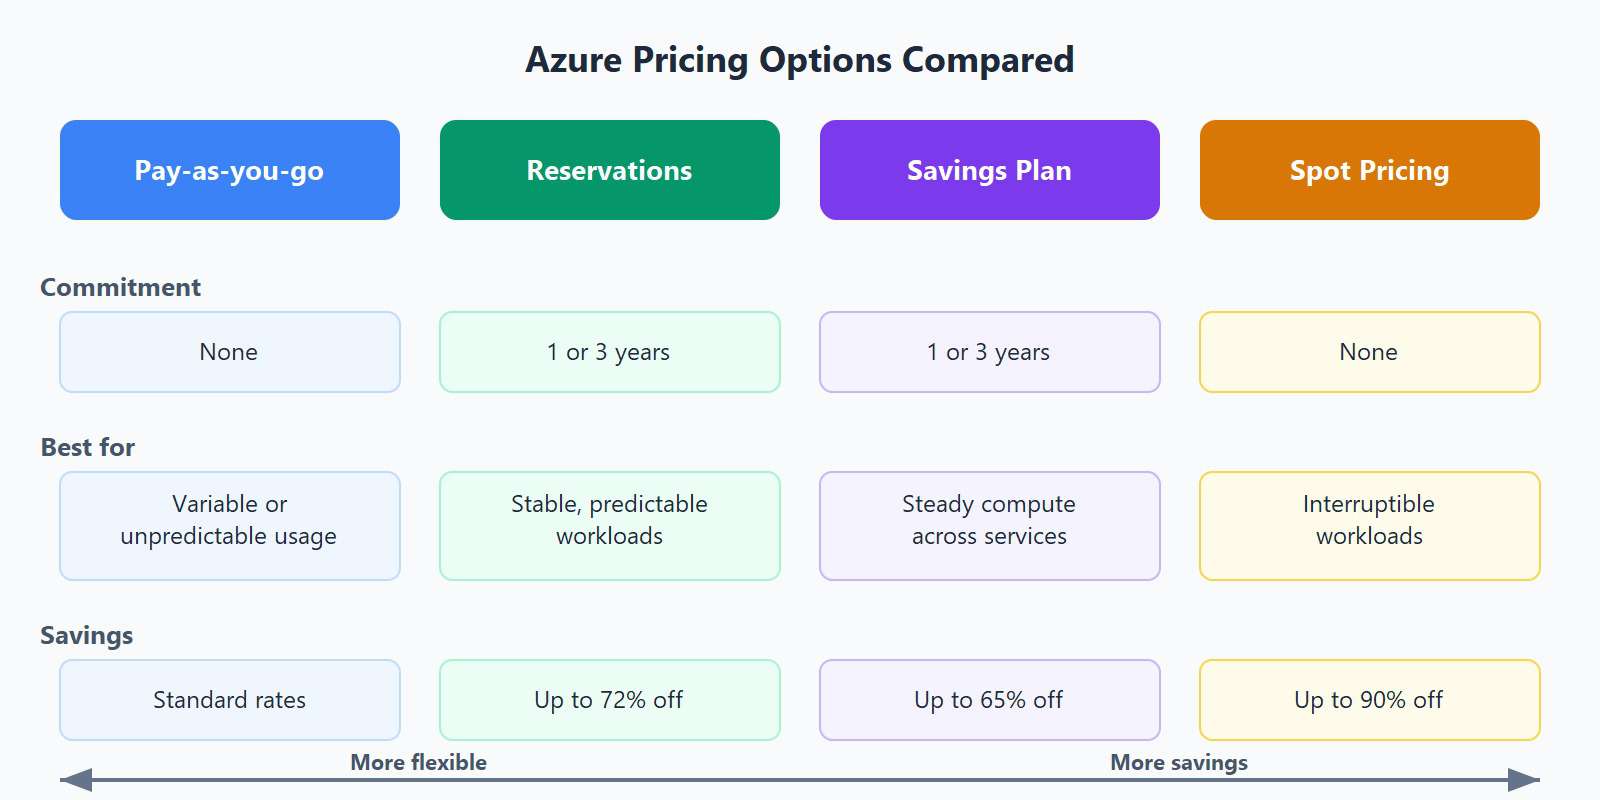 Azure Pricing Options Compared
Pay-as-you-go
Reservations
Savings Plan
Spot Pricing
Commitment
None
1 or 3 years
1 or 3 years
None
Best for
Variable or
unpredictable usage
Stable, predictable
workloads
Steady compute
across services
Interruptible
workloads
Savings
Standard rates
Up to 72% off
Up to 65% off
Up to 90% off
More flexible
More savings